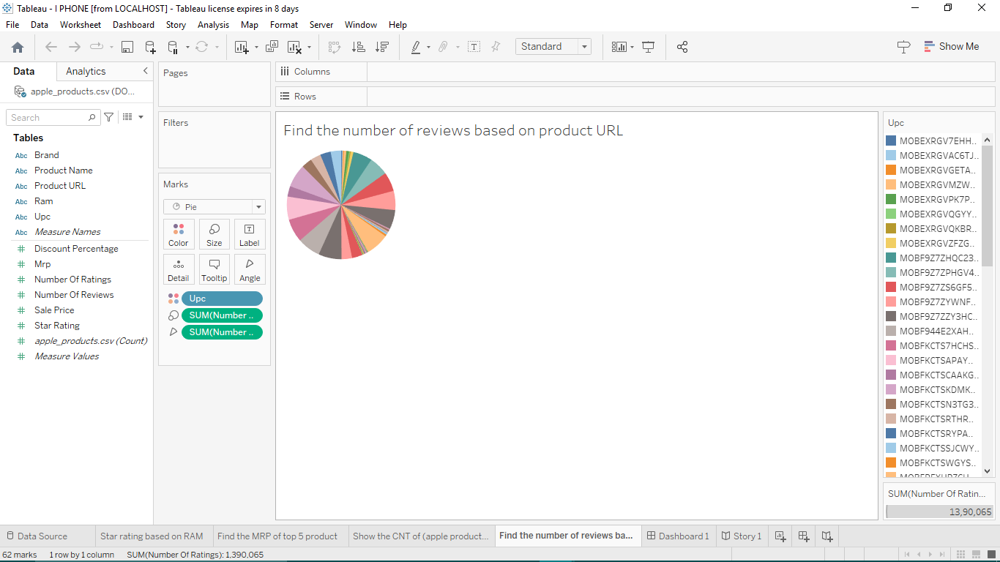 Tableau - I PHONE [from LOCALHOST] - Tableau license expires in 8 days
File Data Worksheet Dashboard Story Analysis Map Format Server Window Help
Standard
Show Me
Data
Analytics
apple_products.csv (DO...
Search
Tables
Abc Brand
Abc Product Name
Abc Product URL
Abc Ram
Abc Upc
Abc Measure Names
Discount Percentage
Mrp
Number Of Ratings
Number Of Reviews
Sale Price
Star Rating
apple_products.csv (Count)
Measure Values
Pages
Filters
Marks
Pie
Color Size Label
Detail Tooltip Angle
Upc
SUM(Number ..
SUM(Number ..
Columns
Rows
Find the number of reviews based on product URL
Upc
MOBEXRGV7EHH..
MOBEXRGVAC6TJ..
MOBEXRGVGETA..
MOBEXRGVMZW..
MOBEXRGVPK7P..
MOBEXRGVQGYY..
MOBEXRGVQKBR..
MOBEXRGVZFZG..
MOBF9Z7ZHQC23..
MOBF9Z7ZPHGV4..
MOBF9Z7ZS6GF5..
MOBF9Z7ZYWNF..
MOBF9Z7ZZY3HC..
MOBF944E2XAH..
MOBFKCTS7HCHS..
MOBFKCTSAPAY..
MOBFKCTSCAAKG..
MOBFKCTSKDMK..
MOBFKCTSN3TG3..
MOBFKCTSRTHR..
MOBFKCTSRYPA..
MOBFKCTSSJCWY..
MOBFKCTSWGYS..
SUM(Number Of Ratin...
13,90,065
Data Source
Star rating based on RAM
Find the MRP of top 5 product
Show the CNT of (apple product...
Find the number of reviews ba...
Dashboard 1
Story 1
62 marks 1 row by 1 column SUM(Number Of Ratings): 1,390,065